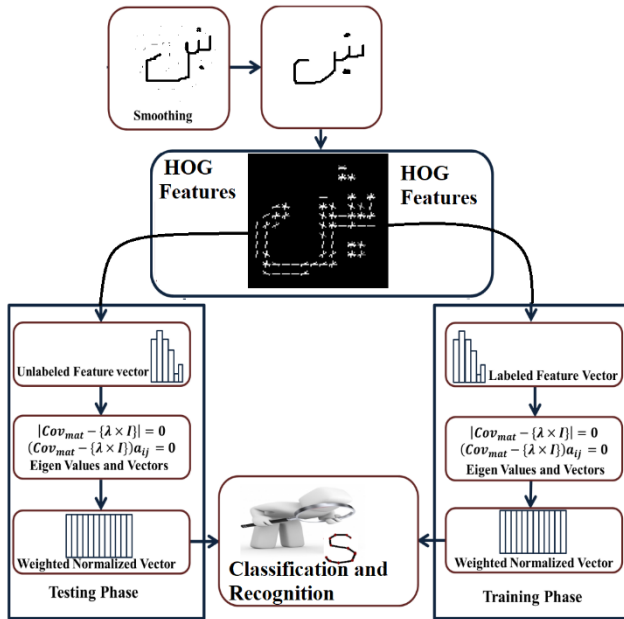 Smoothing
HOG
Features
HOG
Features
Unlabeled Feature vector
|Cov_mat − {λ × I}| = 0
(Cov_mat − {λ × I})a_ij = 0
Eigen Values and Vectors
Weighted Normalized Vector
Testing Phase
Classification and
Recognition
Labeled Feature Vector
|Cov_mat − {λ × I}| = 0
(Cov_mat − {λ × I})a_ij = 0
Eigen Values and Vectors
Weighted Normalized Vector
Training Phase